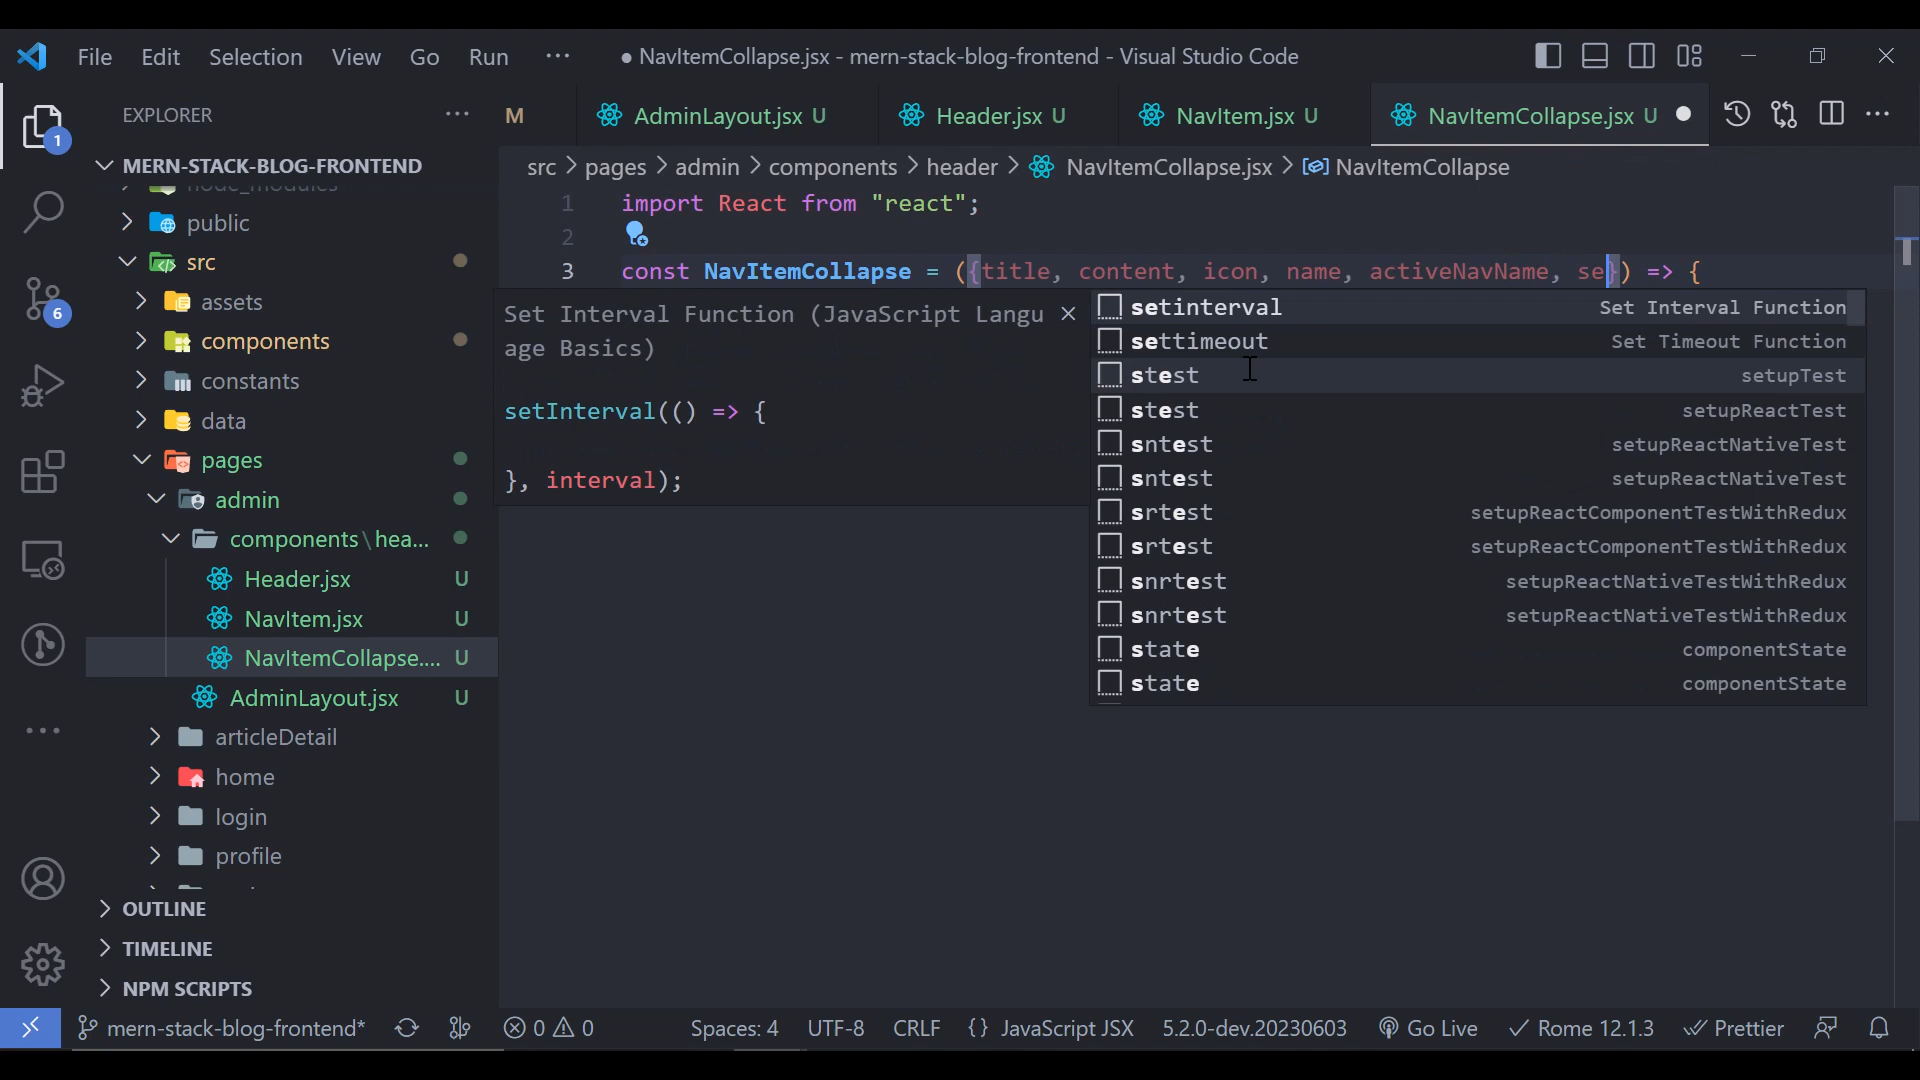 File Edit Selection View Go Run ··· ● NavItemCollapse.jsx - mern-stack-blog-frontend - Visual Studio Code
EXPLORER ···
M AdminLayout.jsx U Header.jsx U NavItem.jsx U NavItemCollapse.jsx U ● ···
MERN-STACK-BLOG-FRONTEND
src > pages > admin > components > header > NavItemCollapse.jsx > NavItemCollapse
node_modules
public
src
assets
components
constants
data
pages
admin
components\hea...
Header.jsx U
NavItem.jsx U
NavItemCollapse.... U
AdminLayout.jsx U
articleDetail
home
login
profile
OUTLINE
TIMELINE
NPM SCRIPTS
1
6
1 import React from "react";
2
3 const NavItemCollapse = ({title, content, icon, name, activeNavName, se}) => {
Set Interval Function (JavaScript Langu
age Basics)
setInterval(() => {
}, interval);
setinterval Set Interval Function
settimeout Set Timeout Function
stest setupTest
stest setupReactTest
sntest setupReactNativeTest
sntest setupReactNativeTest
srtest setupReactComponentTestWithRedux
srtest setupReactComponentTestWithRedux
snrtest setupReactNativeTestWithRedux
snrtest setupReactNativeTestWithRedux
state componentState
state componentState
mern-stack-blog-frontend* 0 0 Spaces: 4 UTF-8 CRLF {} JavaScript JSX 5.2.0-dev.20230603 Go Live Rome 12.1.3 Prettier